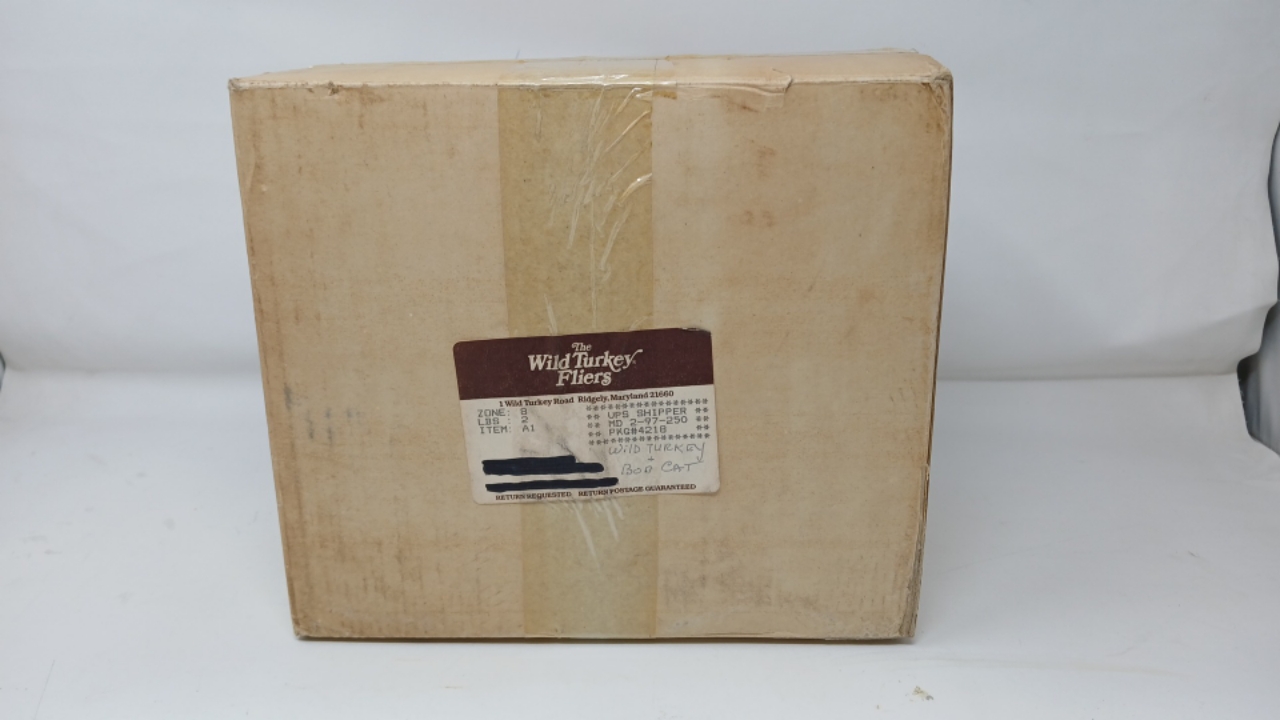 The
Wild Turkey
Fliers
1 Wild Turkey Road Ridgely, Maryland 21660
ZONE: 8
LBS : 2
ITEM: A1
********************
** UPS SHIPPER **
** MD 2-97-250 **
** PKG#4218 **
********************
WILD TURKEY
+
BOB CAT
RETURN REQUESTED RETURN POSTAGE GUARANTEED